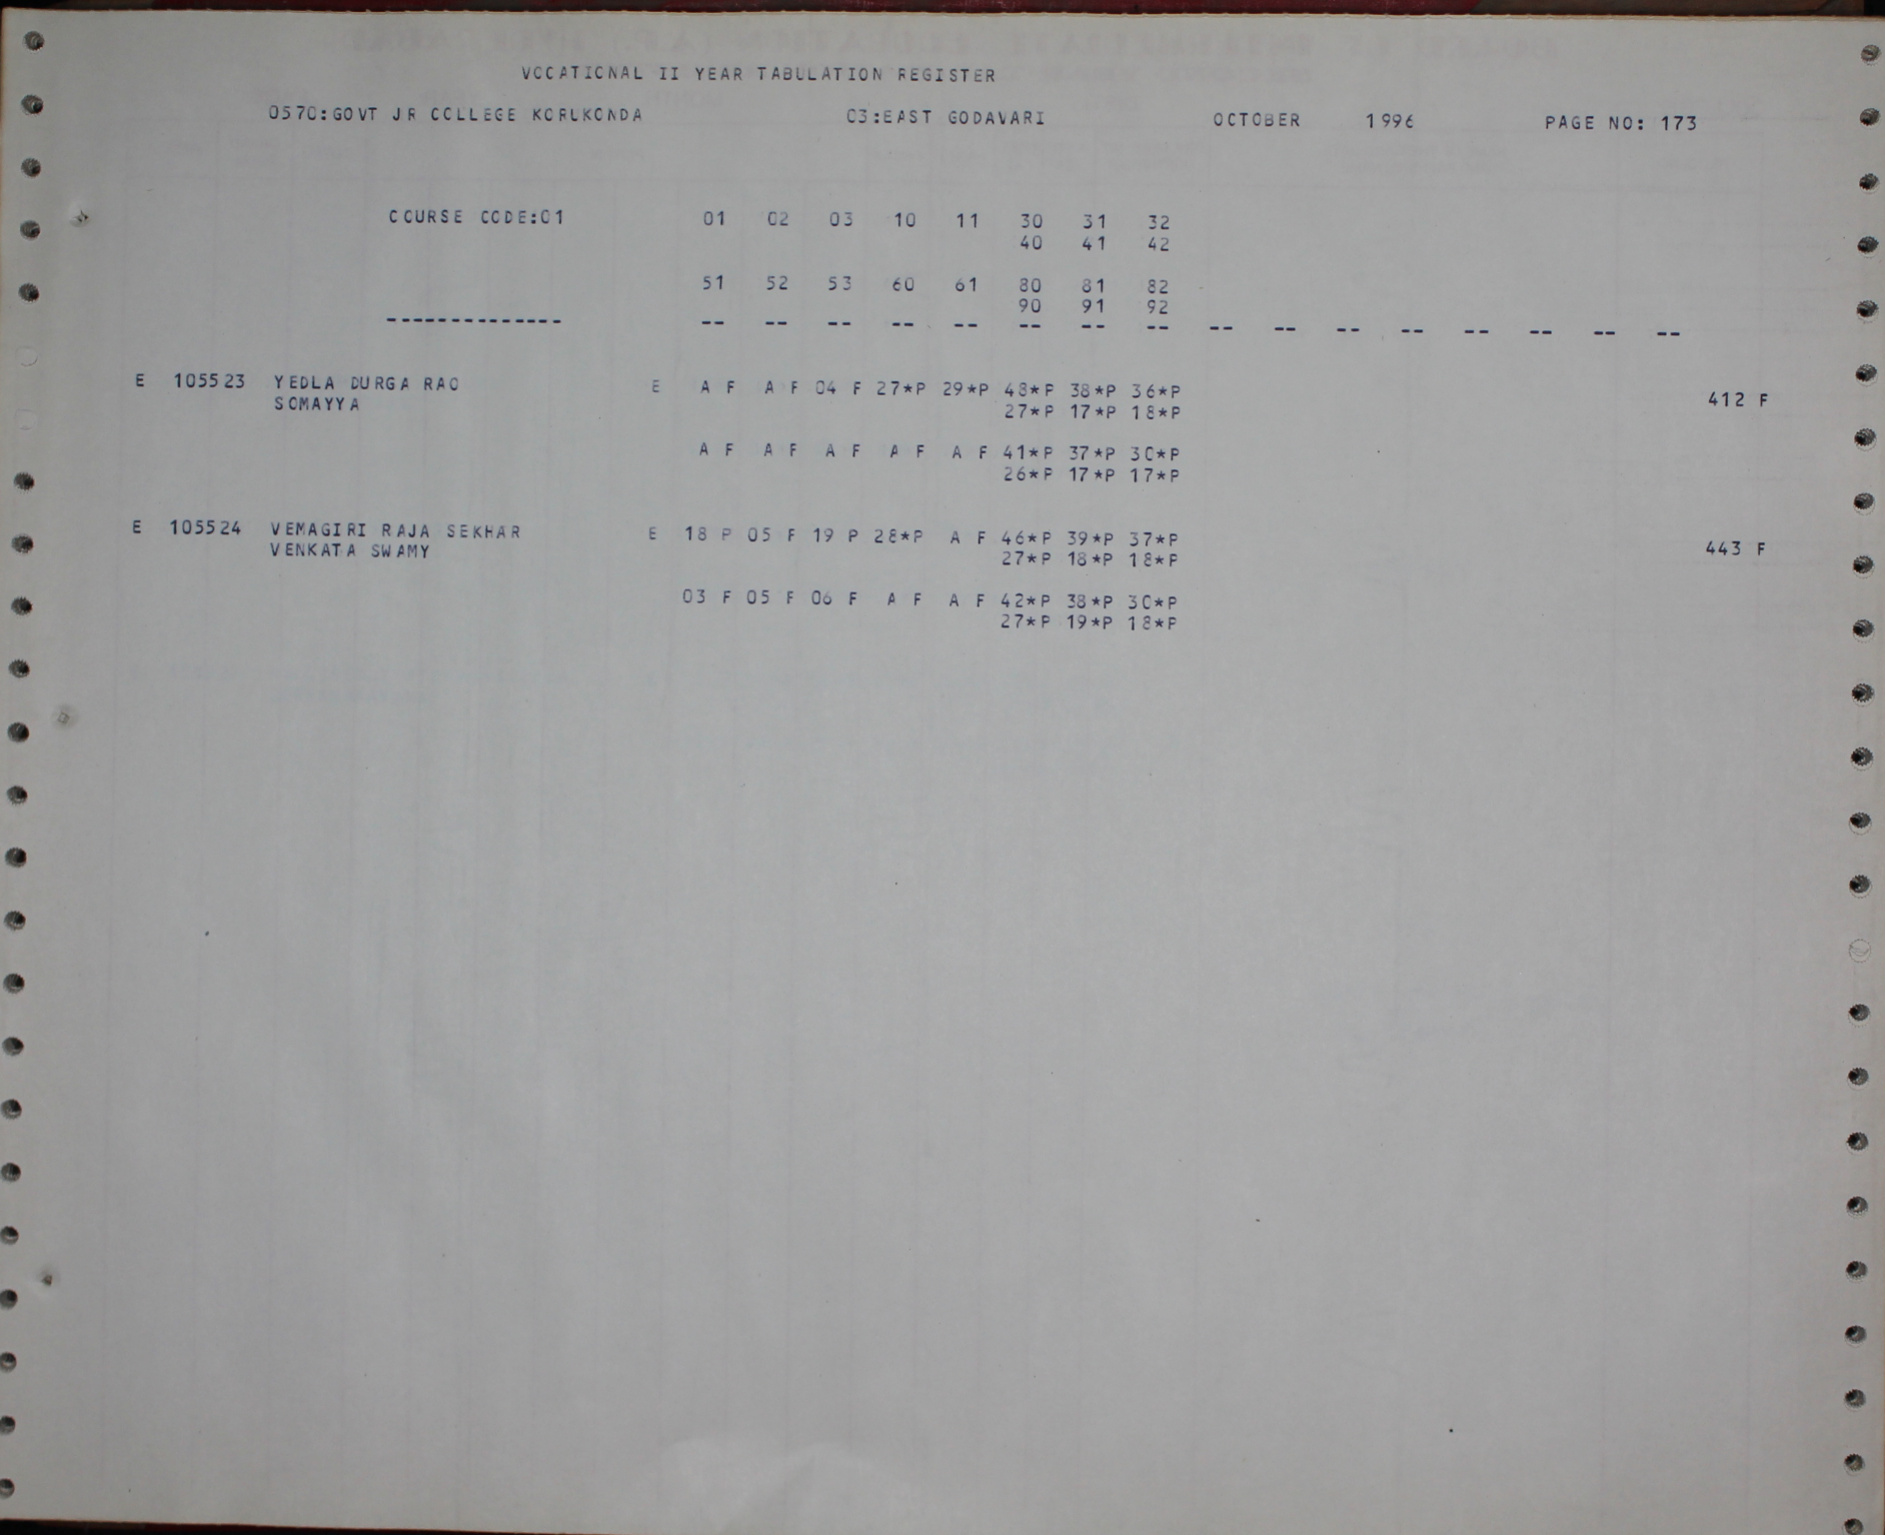 VOCATIONAL II YEAR TABULATION REGISTER
0570:GOVT JR COLLEGE KORUKONDA 03:EAST GODAVARI OCTOBER 1996 PAGE NO: 173
COURSE CODE:01 01 02 03 10 11 30 31 32
40 41 42
51 52 53 60 61 80 81 82
90 91 92
-------------- -- -- -- -- -- -- -- -- -- -- -- -- -- -- -- --
E 105523 YEDLA DURGA RAO E A F A F 04 F 27*P 29*P 48*P 38*P 36*P
SOMAYYA 27*P 17*P 18*P 412 F
A F A F A F A F A F 41*P 37*P 30*P
26*P 17*P 17*P
E 105524 VEMAGIRI RAJA SEKHAR E 18 P 05 F 19 P 28*P A F 46*P 39*P 37*P
VENKATA SWAMY 27*P 18*P 18*P 443 F
03 F 05 F 06 F A F A F 42*P 38*P 30*P
27*P 19*P 18*P